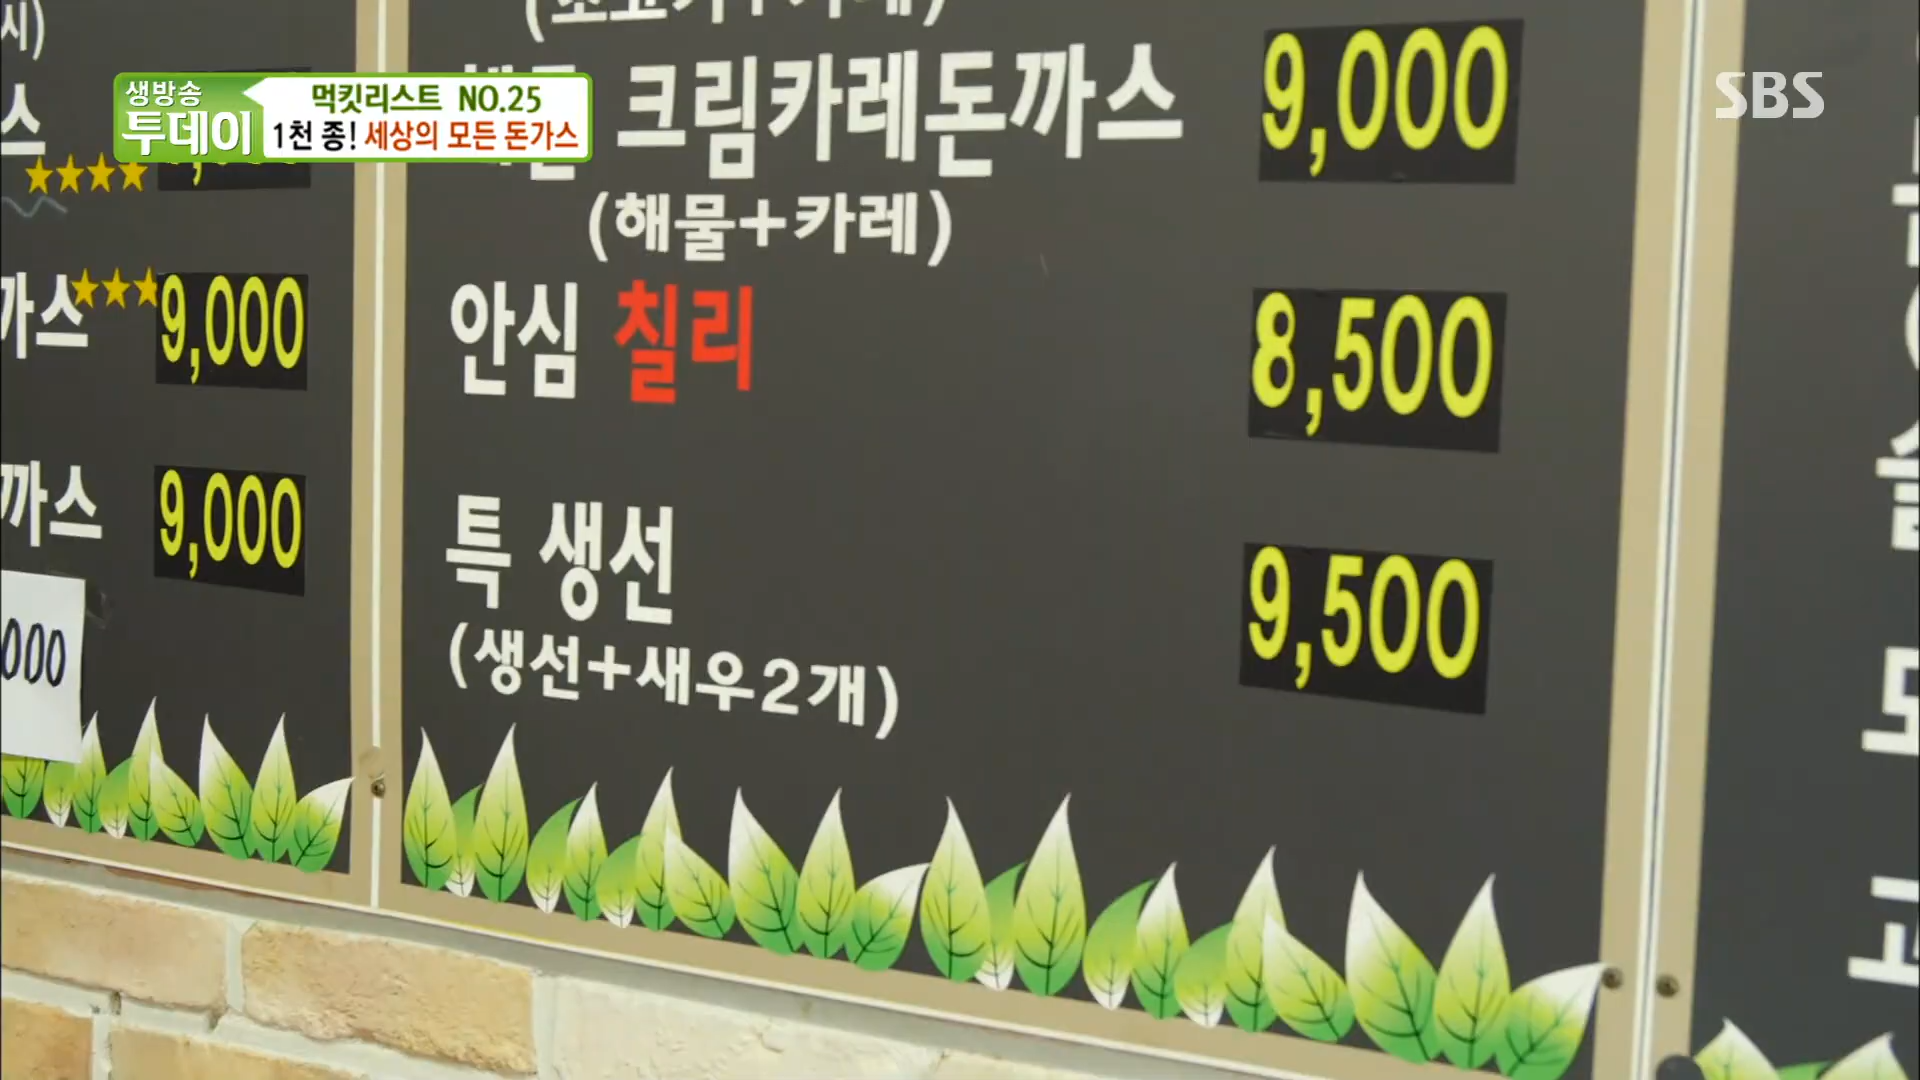 생방송
투데이
먹킷리스트 NO.25
1천 종! 세상의 모든 돈가스
SBS
시)
스
까스 9,000
까스 9,000
000
크림카레돈까스 9,000
(해물+카레)
안심 칠리 8,500
특 생선 9,500
(생선+새우2개)